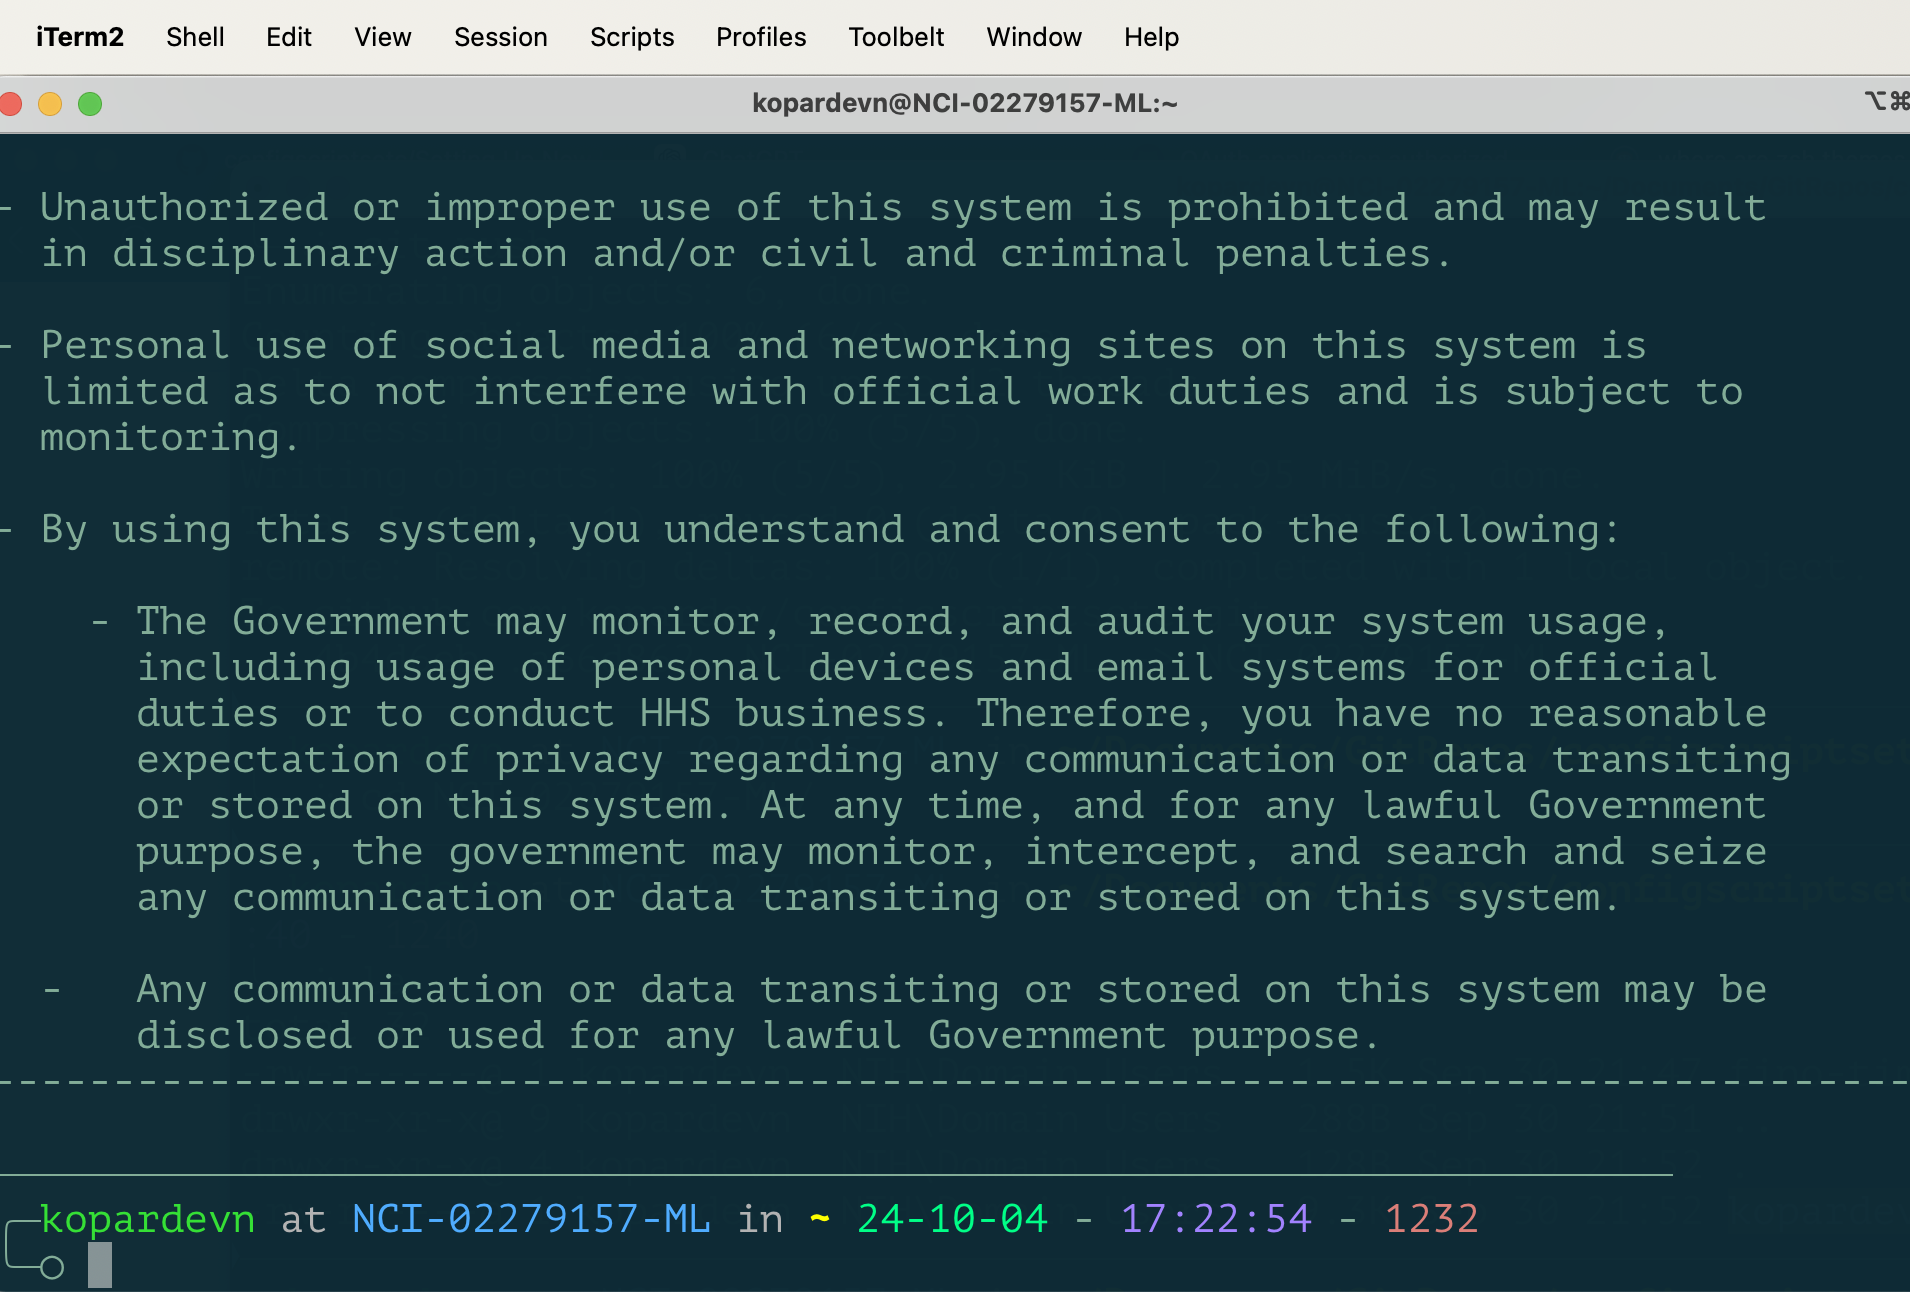 iTerm2 Shell Edit View Session Scripts Profiles Toolbelt Window Help
kopardevn@NCI-02279157-ML:~ ⌥⌘
- Unauthorized or improper use of this system is prohibited and may result
in disciplinary action and/or civil and criminal penalties.
- Personal use of social media and networking sites on this system is
limited as to not interfere with official work duties and is subject to
monitoring.
- By using this system, you understand and consent to the following:
- The Government may monitor, record, and audit your system usage,
including usage of personal devices and email systems for official
duties or to conduct HHS business. Therefore, you have no reasonable
expectation of privacy regarding any communication or data transiting
or stored on this system. At any time, and for any lawful Government
purpose, the government may monitor, intercept, and search and seize
any communication or data transiting or stored on this system.
- Any communication or data transiting or stored on this system may be
disclosed or used for any lawful Government purpose.
--------------------------------------------------------------------------------
kopardevn at NCI-02279157-ML in ~ 24-10-04 - 17:22:54 - 1232